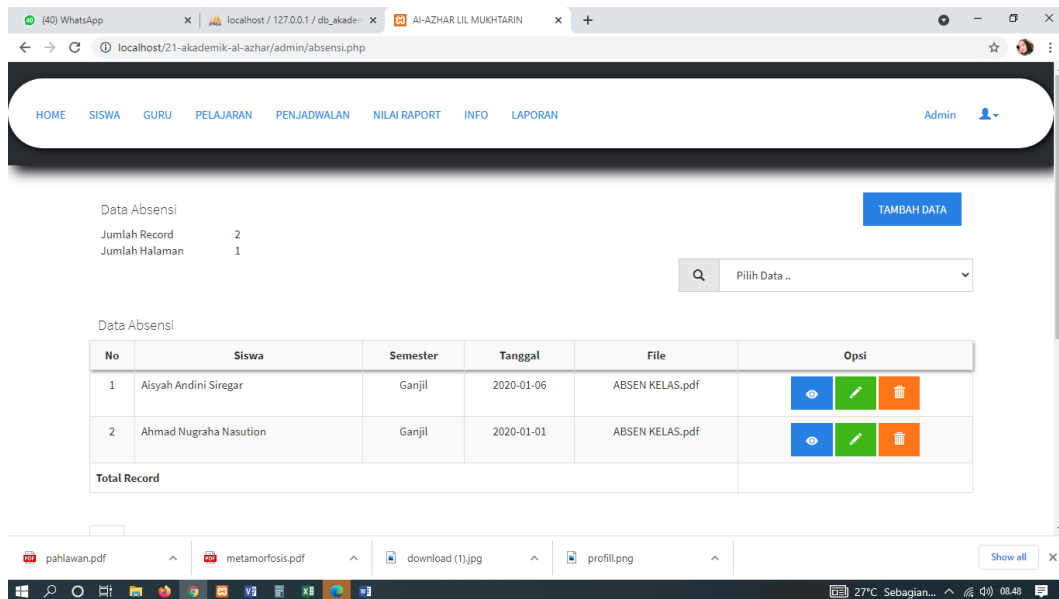 (40) WhatsApp
localhost / 127.0.0.1 / db_akaden
Al-AZHAR LIL MUKHTARIN
localhost/21-akademik-al-azhar/admin/absensi.php
HOME SISWA GURU PELAJARAN PENJADWALAN NILAI RAPORT INFO LAPORAN Admin
Data Absensi
TAMBAH DATA
Jumlah Record 2
Jumlah Halaman 1
Pilih Data ..
Data Absensi
No Siswa Semester Tanggal File Opsi
1 Aisyah Andini Siregar Ganjil 2020-01-06 ABSEN KELAS.pdf
2 Ahmad Nugraha Nasution Ganjil 2020-01-01 ABSEN KELAS.pdf
Total Record
pahlawan.pdf metamorfosis.pdf download (1).jpg profill.png Show all
27°C Sebagian... 08.48